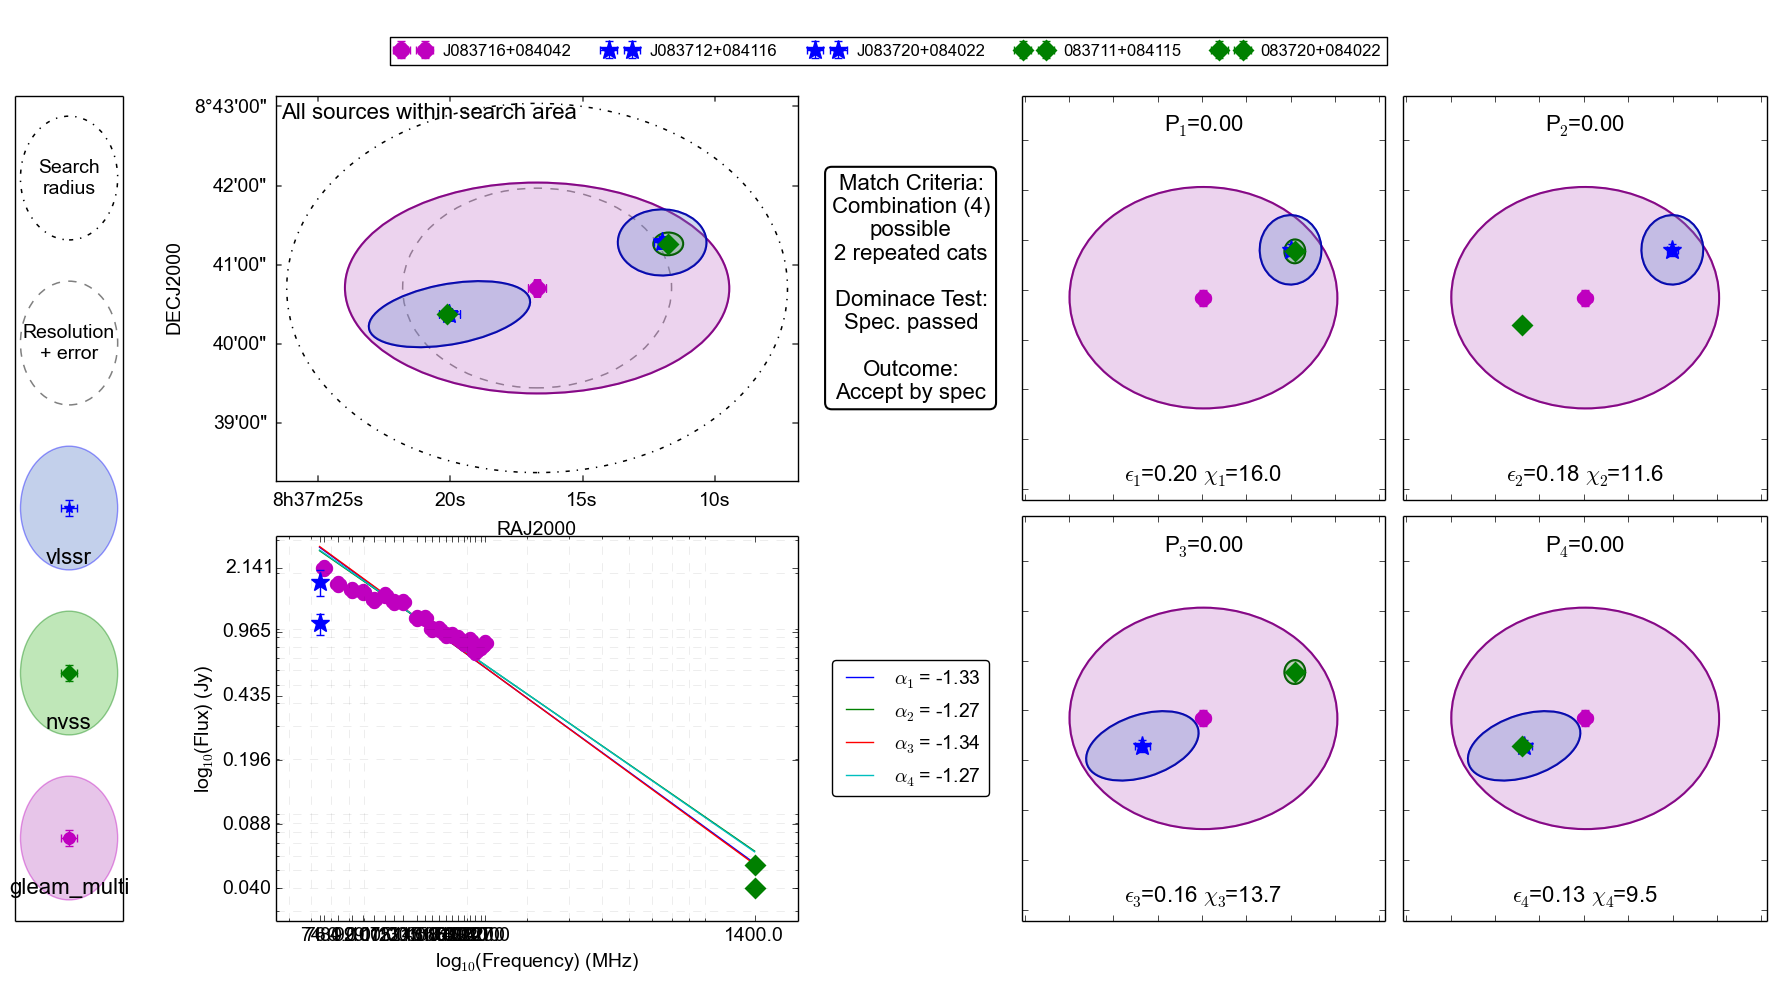 J083716+084042 J083712+084116 J083720+084022 083711+084115 083720+084022
Search
radius
Resolution
+ error
vlssr
nvss
gleam_multi
All sources within search area
8°43'00"
42'00"
41'00"
40'00"
39'00"
DECJ2000
8h37m25s 20s 15s 10s
RAJ2000
Match Criteria:
Combination (4)
possible
2 repeated cats
Dominace Test:
Spec. passed
Outcome:
Accept by spec
P1=0.00
ϵ1=0.20 χ1=16.0
P2=0.00
ϵ2=0.18 χ2=11.6
2.141
0.965
0.435
0.196
0.088
0.040
log10(Flux) (Jy)
1400.0
log10(Frequency) (MHz)
α1 = -1.33
α2 = -1.27
α3 = -1.34
α4 = -1.27
P3=0.00
ϵ3=0.16 χ3=13.7
P4=0.00
ϵ4=0.13 χ4=9.5